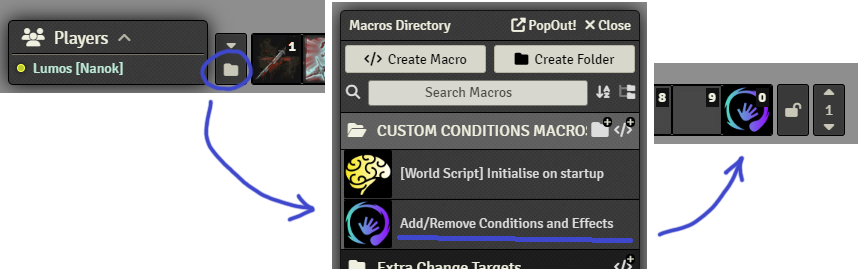 Players
Lumos [Nanok]
1
Macros Directory
PopOut!
Close
</> Create Macro
Create Folder
Search Macros
CUSTOM CONDITIONS MACROS
[World Script] Initialise on startup
Add/Remove Conditions and Effects
Extra Change Targets
8
9
0
1